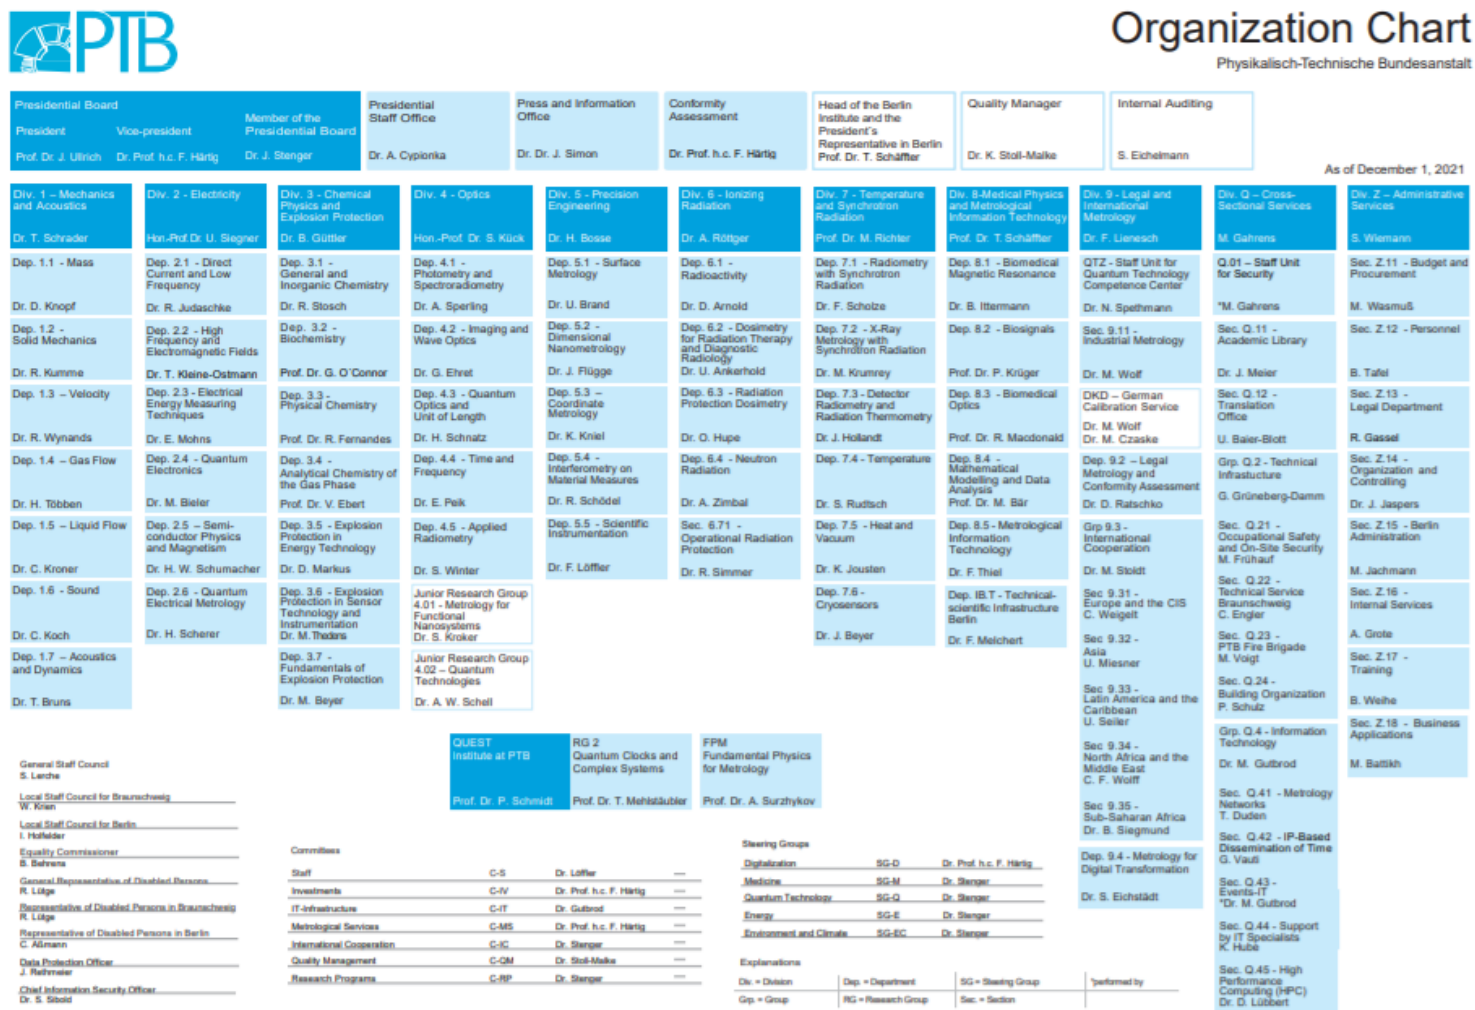 PTB
Organization Chart
Physikalisch-Technische Bundesanstalt
Presidential Board
President
Vice-president
Member of the
Presidential Board
Prof. Dr. J. Ullrich
Dr. Prof. h.c. F. Härtig
Dr. J. Stenger
Presidential
Staff Office
Dr. A. Cypionka
Press and Information
Office
Dr. Dr. J. Simon
Conformity
Assessment
Dr. Prof. h.c. F. Härtig
Head of the Berlin
Institute and the
President's
Representative in Berlin
Prof. Dr. T. Schäffter
Quality Manager
Dr. K. Stoll-Malke
Internal Auditing
S. Eichelmann
As of December 1, 2021
Div. 1 – Mechanics
and Acoustics
Dr. T. Schrader
Dep. 1.1 - Mass
Dr. D. Knopf
Dep. 1.2 -
Solid Mechanics
Dr. R. Kumme
Dep. 1.3 – Velocity
Dr. R. Wynands
Dep. 1.4 – Gas Flow
Dr. H. Többen
Dep. 1.5 – Liquid Flow
Dr. C. Kroner
Dep. 1.6 - Sound
Dr. C. Koch
Dep. 1.7 – Acoustics
and Dynamics
Dr. T. Bruns
Div. 2 - Electricity
Hon.-Prof.Dr. U. Siegner
Dep. 2.1 - Direct
Current and Low
Frequency
Dr. R. Judaschke
Dep. 2.2 - High
Frequency and
Electromagnetic Fields
Dr. T. Kleine-Ostmann
Dep. 2.3 - Electrical
Energy Measuring
Techniques
Dr. E. Mohns
Dep. 2.4 - Quantum
Electronics
Dr. M. Bieler
Dep. 2.5 – Semi-
conductor Physics
and Magnetism
Dr. H. W. Schumacher
Dep. 2.6 - Quantum
Electrical Metrology
Dr. H. Scherer
Div. 3 - Chemical
Physics and
Explosion Protection
Dr. B. Güttler
Dep. 3.1 -
General and
Inorganic Chemistry
Dr. R. Stosch
Dep. 3.2 -
Biochemistry
Prof. Dr. G. O'Connor
Dep. 3.3 -
Physical Chemistry
Prof. Dr. R. Fernandes
Dep. 3.4 -
Analytical Chemistry of
the Gas Phase
Prof. Dr. V. Ebert
Dep. 3.5 - Explosion
Protection in
Energy Technology
Dr. D. Markus
Dep. 3.6 - Explosion
Protection in Sensor
Technology and
Instrumentation
Dr. M. Thedens
Dep. 3.7 -
Fundamentals of
Explosion Protection
Dr. M. Beyer
Div. 4 - Optics
Hon.-Prof. Dr. S. Kück
Dep. 4.1 -
Photometry and
Spectroradiometry
Dr. A. Sperling
Dep. 4.2 - Imaging and
Wave Optics
Dr. G. Ehret
Dep. 4.3 - Quantum
Optics and
Unit of Length
Dr. H. Schnatz
Dep. 4.4 - Time and
Frequency
Dr. E. Peik
Dep. 4.5 - Applied
Radiometry
Dr. S. Winter
Junior Research Group
4.01 - Metrology for
Functional
Nanosystems
Dr. S. Kroker
Junior Research Group
4.02 – Quantum
Technologies
Dr. A. W. Schell
Div. 5 - Precision
Engineering
Dr. H. Bosse
Dep. 5.1 - Surface
Metrology
Dr. U. Brand
Dep. 5.2 -
Dimensional
Nanometrology
Dr. J. Flügge
Dep. 5.3 –
Coordinate
Metrology
Dr. K. Kniel
Dep. 5.4 -
Interferometry on
Material Measures
Dr. R. Schödel
Dep. 5.5 - Scientific
Instrumentation
Dr. F. Löffler
Div. 6 - Ionizing
Radiation
Dr. A. Röttger
Dep. 6.1 -
Radioactivity
Dr. D. Arnold
Dep. 6.2 - Dosimetry
for Radiation Therapy
and Diagnostic
Radiology
Dr. U. Ankerhold
Dep. 6.3 - Radiation
Protection Dosimetry
Dr. O. Hupe
Dep. 6.4 - Neutron
Radiation
Dr. A. Zimbal
Sec. 6.71 -
Operational Radiation
Protection
Dr. R. Simmer
Div. 7 - Temperature
and Synchrotron
Radiation
Prof. Dr. M. Richter
Dep. 7.1 - Radiometry
with Synchrotron
Radiation
Dr. F. Scholze
Dep. 7.2 - X-Ray
Metrology with
Synchrotron Radiation
Dr. M. Krumrey
Dep. 7.3 - Detector
Radiometry and
Radiation Thermometry
Dr. J. Hollandt
Dep. 7.4 - Temperature
Dr. S. Rudtsch
Dep. 7.5 - Heat and
Vacuum
Dr. K. Jousten
Dep. 7.6 -
Cryosensors
Dr. J. Beyer
Div. 8-Medical Physics
and Metrological
Information Technology
Prof. Dr. T. Schäffter
Dep. 8.1 - Biomedical
Magnetic Resonance
Dr. B. Ittermann
Dep. 8.2 - Biosignals
Prof. Dr. P. Krüger
Dep. 8.3 - Biomedical
Optics
Prof. Dr. R. Macdonald
Dep. 8.4 -
Mathematical
Modelling and Data
Analysis
Prof. Dr. M. Bär
Dep. 8.5 - Metrological
Information
Technology
Dr. F. Thiel
Dep. IB.T - Technical-
scientific Infrastructure
Berlin
Dr. F. Melchert
Div. 9 - Legal and
International
Metrology
Dr. F. Lienesch
QTZ - Staff Unit for
Quantum Technology
Competence Center
Dr. N. Spethmann
Sec. 9.11 -
Industrial Metrology
Dr. M. Wolf
DKD – German
Calibration Service
Dr. M. Wolf
Dr. M. Czaske
Dep. 9.2 – Legal
Metrology and
Conformity Assessment
Dr. D. Ratschko
Grp 9.3 -
International
Cooperation
Dr. M. Stoldt
Sec 9.31 -
Europe and the CIS
C. Weigelt
Sec 9.32 -
Asia
U. Miesner
Sec 9.33 -
Latin America and the
Caribbean
U. Seiler
Sec 9.34 -
North Africa and the
Middle East
C. F. Wolff
Sec 9.35 -
Sub-Saharan Africa
Dr. B. Siegmund
Dep. 9.4 - Metrology for
Digital Transformation
Dr. S. Eichstädt
Div. Q – Cross-
Sectional Services
M. Gahrens
Q.01 – Staff Unit
for Security
*M. Gahrens
Sec. Q.11 -
Academic Library
Dr. J. Meier
Sec. Q.12 -
Translation
Office
U. Baier-Blott
Grp. Q.2 - Technical
Infrastucture
G. Grüneberg-Damm
Sec. Q.21 -
Occupational Safety
and On-Site Security
M. Frühauf
Sec. Q.22 -
Technical Service
Braunschweig
C. Engler
Sec. Q.23 -
PTB Fire Brigade
M. Voigt
Sec. Q.24 -
Building Organization
P. Schulz
Grp. Q.4 - Information
Technology
Dr. M. Gutbrod
Sec. Q.41 - Metrology
Networks
T. Duden
Sec. Q.42 - IP-Based
Dissemination of Time
G. Vauti
Sec. Q.43 -
Events-IT
*Dr. M. Gutbrod
Sec. Q.44 - Support
by IT Specialists
K. Hube
Sec. Q.45 - High
Performance
Computing (HPC)
Dr. D. Lübbert
Div. Z – Administrative
Services
S. Wiemann
Sec. Z.11 - Budget and
Procurement
M. Wasmuß
Sec. Z.12 - Personnel
B. Tafel
Sec. Z.13 -
Legal Department
R. Gassel
Sec. Z.14 -
Organization and
Controlling
Dr. J. Jaspers
Sec. Z.15 - Berlin
Administration
M. Jachmann
Sec. Z.16 -
Internal Services
A. Grote
Sec. Z.17 -
Training
B. Weihe
Sec. Z.18 - Business
Applications
M. Battikh
QUEST
Institute at PTB
Prof. Dr. P. Schmidt
RG 2
Quantum Clocks and
Complex Systems
Prof. Dr. T. Mehlstäubler
FPM
Fundamental Physics
for Metrology
Prof. Dr. A. Surzhykov
General Staff Council
S. Lerche
Local Staff Council for Braunschweig
W. Krien
Local Staff Council for Berlin
I. Holfelder
Equality Commissioner
B. Behrens
General Representative of Disabled Persons
R. Lütge
Representative of Disabled Persons in Braunschweig
R. Lütge
Representative of Disabled Persons in Berlin
C. Aßmann
Data Protection Officer
J. Rethmeier
Chief Information Security Officer
Dr. S. Sibold
Committees
Staff C-S Dr. Löffler
Investments C-IV Dr. Prof. h.c. F. Härtig
IT-Infrastructure C-IT Dr. Gutbrod
Metrological Services C-MS Dr. Prof. h.c. F. Härtig
International Cooperation C-IC Dr. Stenger
Quality Management C-QM Dr. Stoll-Malke
Research Programs C-RP Dr. Stenger
Steering Groups
Digitalization SG-D Dr. Prof. h.c. F. Härtig
Medicine SG-M Dr. Stenger
Quantum Technology SG-Q Dr. Stenger
Energy SG-E Dr. Stenger
Environment and Climate SG-EC Dr. Stenger
Explanations
Div. = Division Dep. = Department SG = Steering Group *performed by
Grp. = Group RG = Research Group Sec. = Section